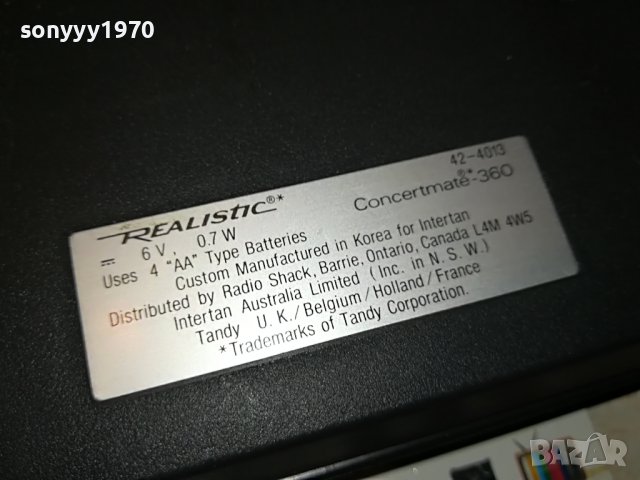 sonyyy1970
42-4013
REALISTIC®* Concertmate®*-360
6 V, 0.7 W
Uses 4 "AA" Type Batteries
Custom Manufactured in Korea for Intertan
Distributed by Radio Shack, Barrie, Ontario, Canada L4M 4W5
Intertan Australia Limited (Inc. in N. S. W.)
Tandy U. K./Belgium/Holland/France
*Trademarks of Tandy Corporation.
BAZAR